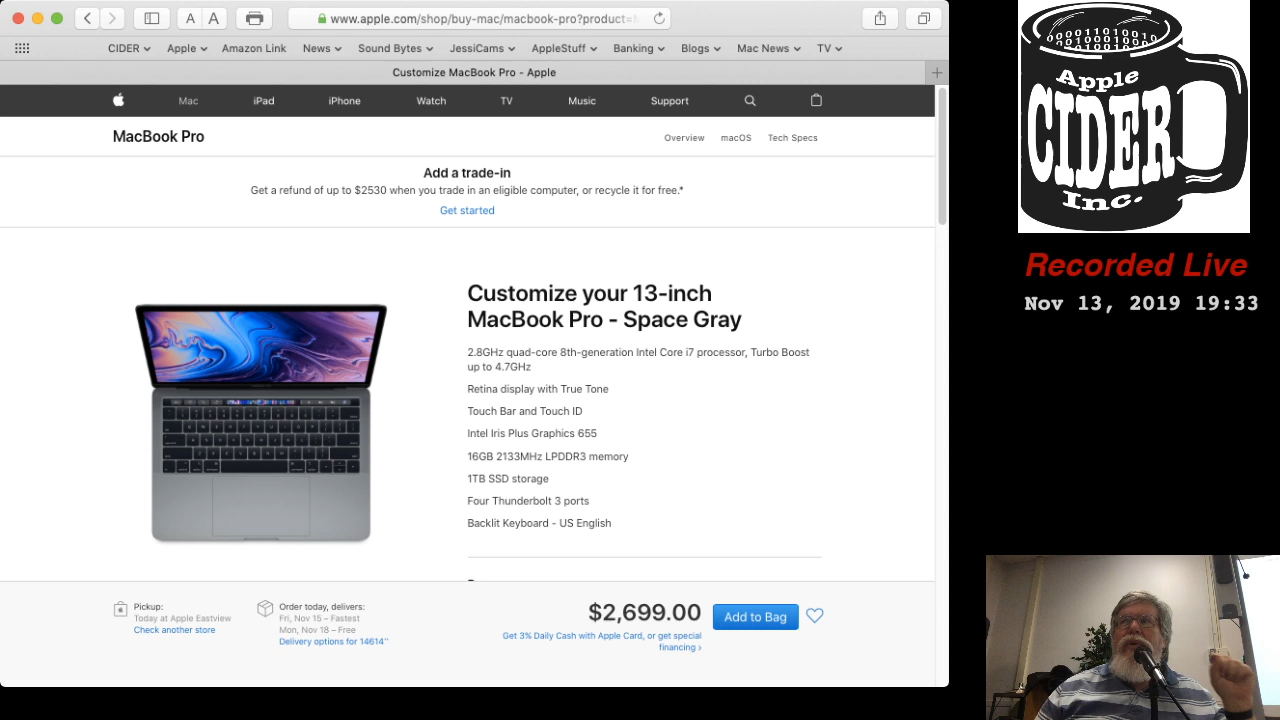 www.apple.com/shop/buy-mac/macbook-pro?product=
A A
CIDER Apple Amazon Link News Sound Bytes JessiCams AppleStuff Banking Blogs Mac News TV
Customize MacBook Pro - Apple
Mac iPad iPhone Watch TV Music Support
MacBook Pro
Overview macOS Tech Specs
Add a trade-in
Get a refund of up to $2530 when you trade in an eligible computer, or recycle it for free.*
Get started
Customize your 13-inch
MacBook Pro - Space Gray
2.8GHz quad-core 8th-generation Intel Core i7 processor, Turbo Boost
up to 4.7GHz
Retina display with True Tone
Touch Bar and Touch ID
Intel Iris Plus Graphics 655
16GB 2133MHz LPDDR3 memory
1TB SSD storage
Four Thunderbolt 3 ports
Backlit Keyboard - US English
Pickup:
Today at Apple Eastview
Check another store
Order today, delivers:
Fri, Nov 15 – Fastest
Mon, Nov 18 – Free
Delivery options for 14614
$2,699.00
Add to Bag
Get 3% Daily Cash with Apple Card, or get special
financing ›
Apple
CIDER
Inc.
Recorded Live
Nov 13, 2019 19:33